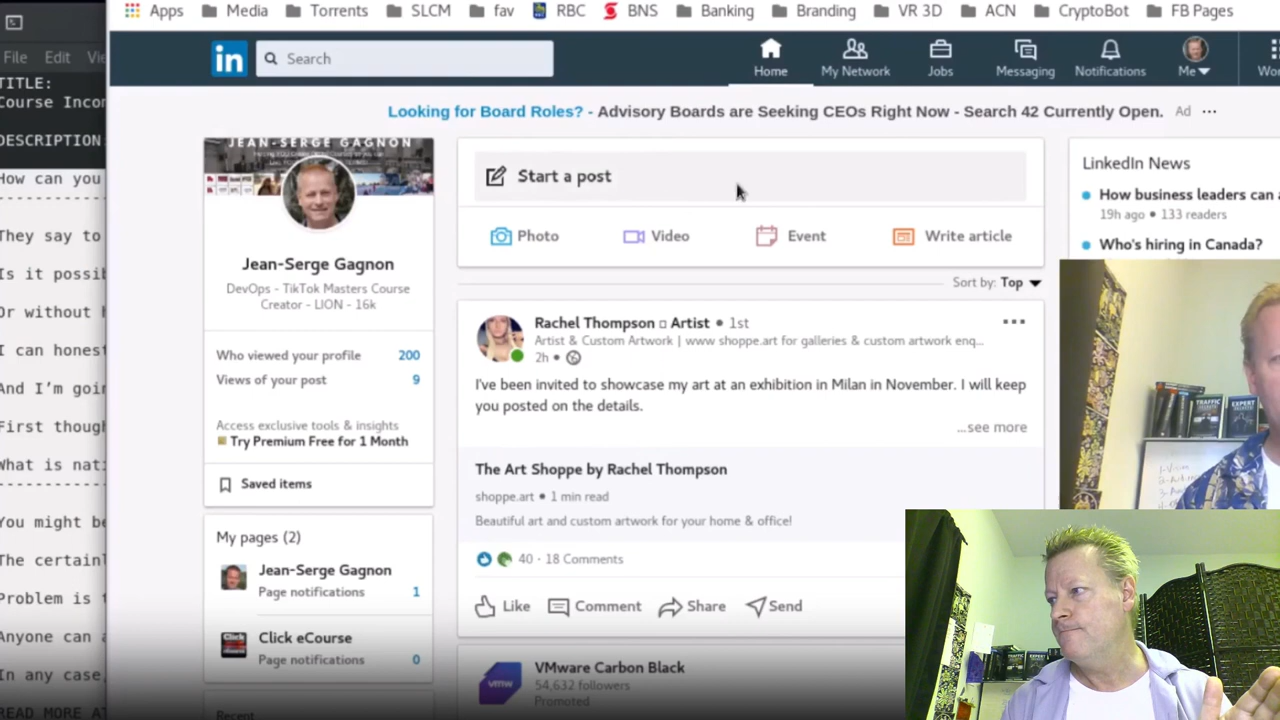 Apps Media Torrents SLCM fav RBC BNS Banking Branding VR 3D ACN CryptoBot FB Pages
File Edit
TITLE:
Course
DESCRIPTION
How can you
They say to
Is it
Or without
I can
And I'm
First
What is
You might
The
Problem is
Anyone can
In any case,
READ MORE
in
Search
Home
My Network
Jobs
Messaging
Notifications
Me
Looking for Board Roles? - Advisory Boards are Seeking CEOs Right Now - Search 42 Currently Open. Ad ...
JEAN-SERGE GAGNON
Jean-Serge Gagnon
DevOps - TikTok Masters Course
Creator - LION - 16k
Who viewed your profile 200
Views of your post 9
Access exclusive tools & insights
Try Premium Free for 1 Month
Saved items
My pages (2)
Jean-Serge Gagnon
Page notifications 1
Click eCourse
Page notifications 0
Recent
Start a post
Photo Video Event Write article
Sort by: Top
Rachel Thompson □ Artist • 1st
Artist & Custom Artwork | www shoppe.art for galleries & custom artwork enq...
2h •
I've been invited to showcase my art at an exhibition in Milan in November. I will keep
you posted on the details.
...see more
The Art Shoppe by Rachel Thompson
shoppe.art • 1 min read
Beautiful art and custom artwork for your home & office!
40 · 18 Comments
Like Comment Share Send
vmw
VMware Carbon Black
54,632 followers
Promoted
LinkedIn News
How business leaders can
19h ago • 133 readers
Who's hiring in Canada?
TRAFFIC
SECRETS
EXPERT
SECRETS